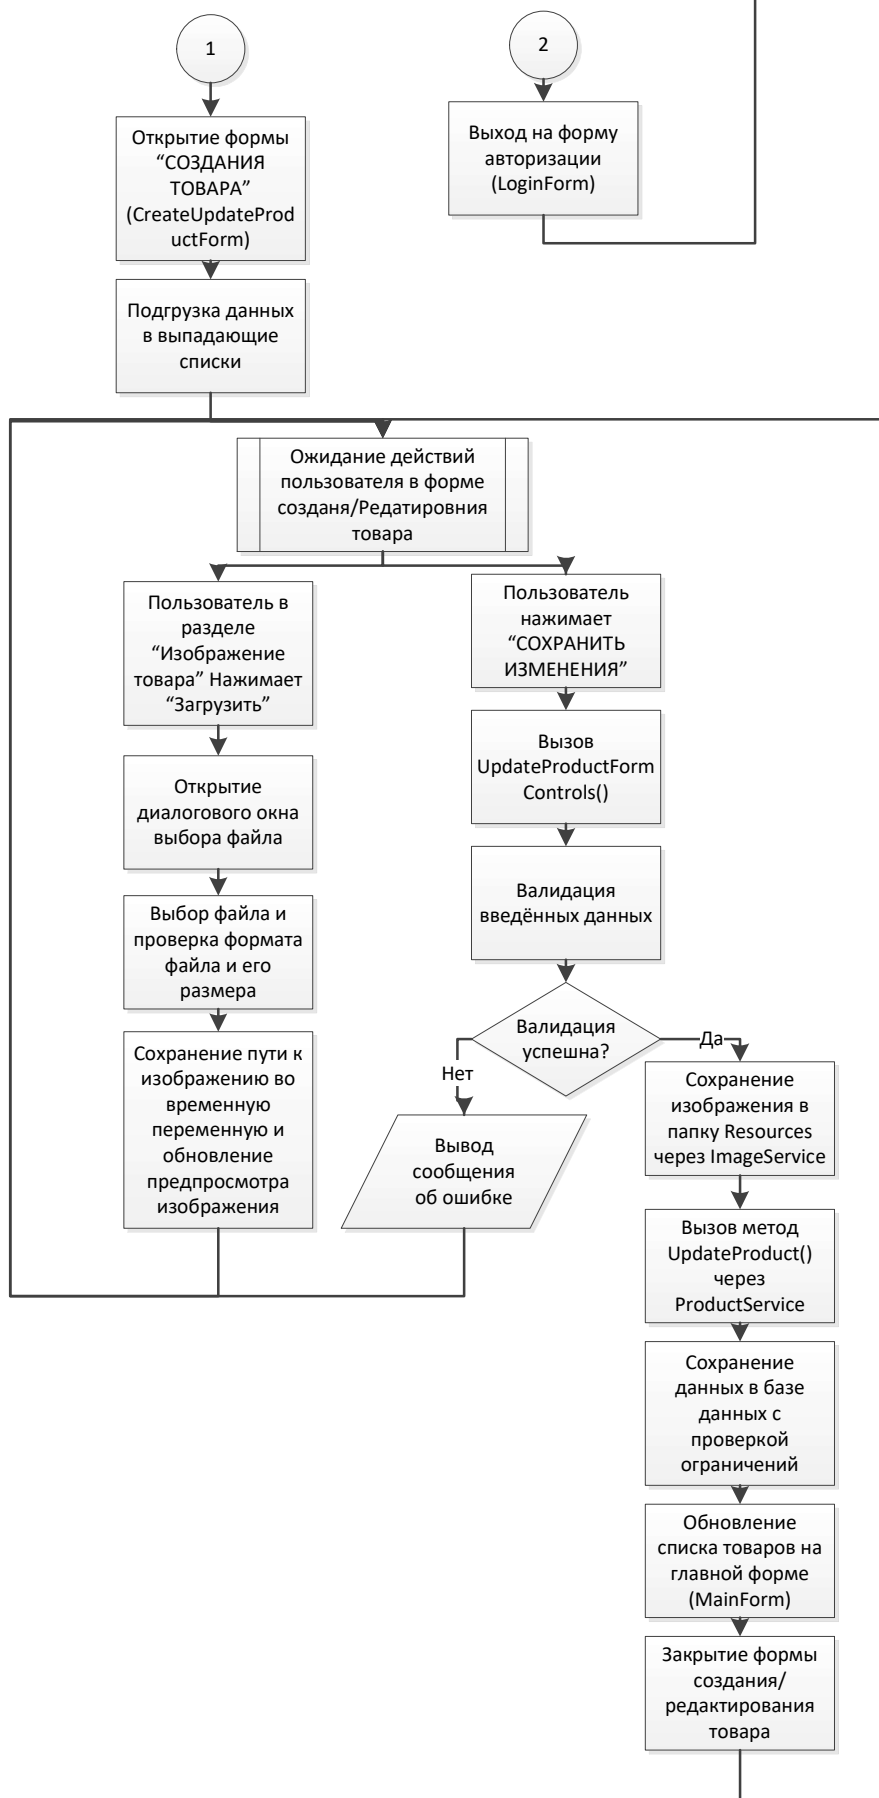 1
Открытие формы
“СОЗДАНИЯ
ТОВАРА”
(CreateUpdateProd
uctForm)
Подгрузка данных
в выпадающие
списки
2
Выход на форму
авторизации
(LoginForm)
Ожидание действий
пользователя в форме
созданя/Редатировния
товара
Пользователь в
разделе
“Изображение
товара” Нажимает
“Загрузить”
Открытие
диалогового окна
выбора файла
Выбор файла и
проверка формата
файла и его
размера
Сохранение пути к
изображению во
временную
переменную и
обновление
предпросмотра
изображения
Пользователь
нажимает
“СОХРАНИТЬ
ИЗМЕНЕНИЯ”
Вызов
UpdateProductForm
Controls()
Валидация
введённых данных
Валидация
успешна?
Нет
Вывод
сообщения
об ошибке
Да
Сохранение
изображения в
папку Resources
через ImageService
Вызов метод
UpdateProduct()
через
ProductService
Сохранение
данных в базе
данных с
проверкой
ограничений
Обновление
списка товаров на
главной форме
(MainForm)
Закрытие формы
создания/
редактирования
товара